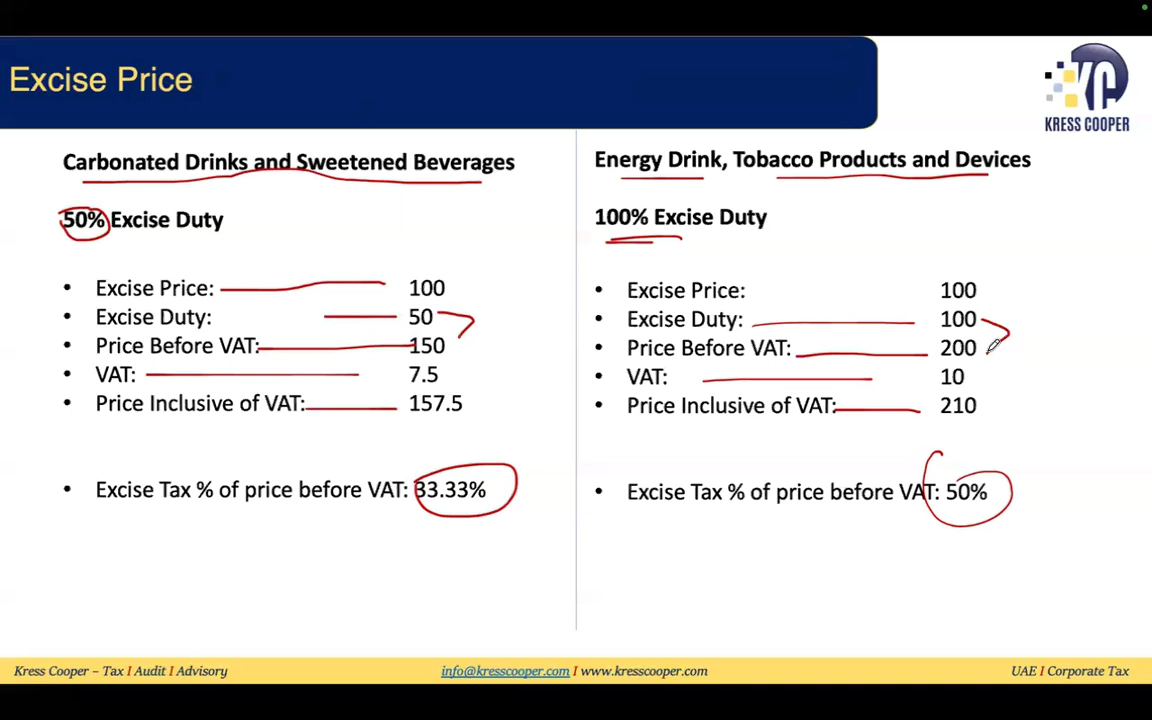 Excise Price
KRESS COOPER
Carbonated Drinks and Sweetened Beverages
50% Excise Duty
• Excise Price: 100
• Excise Duty: 50
• Price Before VAT: 150
• VAT: 7.5
• Price Inclusive of VAT: 157.5
• Excise Tax % of price before VAT: 33.33%
Energy Drink, Tobacco Products and Devices
100% Excise Duty
• Excise Price: 100
• Excise Duty: 100
• Price Before VAT: 200
• VAT: 10
• Price Inclusive of VAT: 210
• Excise Tax % of price before VAT: 50%
Kress Cooper – Tax I Audit I Advisory
info@kresscooper.com I www.kresscooper.com
UAE I Corporate Tax